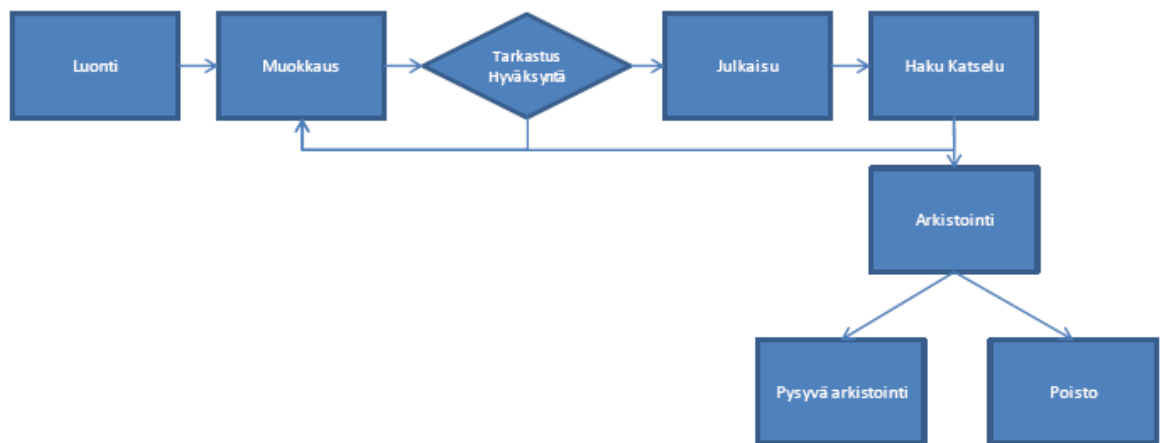 Luonti
Muokkaus
Tarkastus
Hyväksyntä
Julkaisu
Haku Katselu
Arkistointi
Pysyvä arkistointi
Poisto